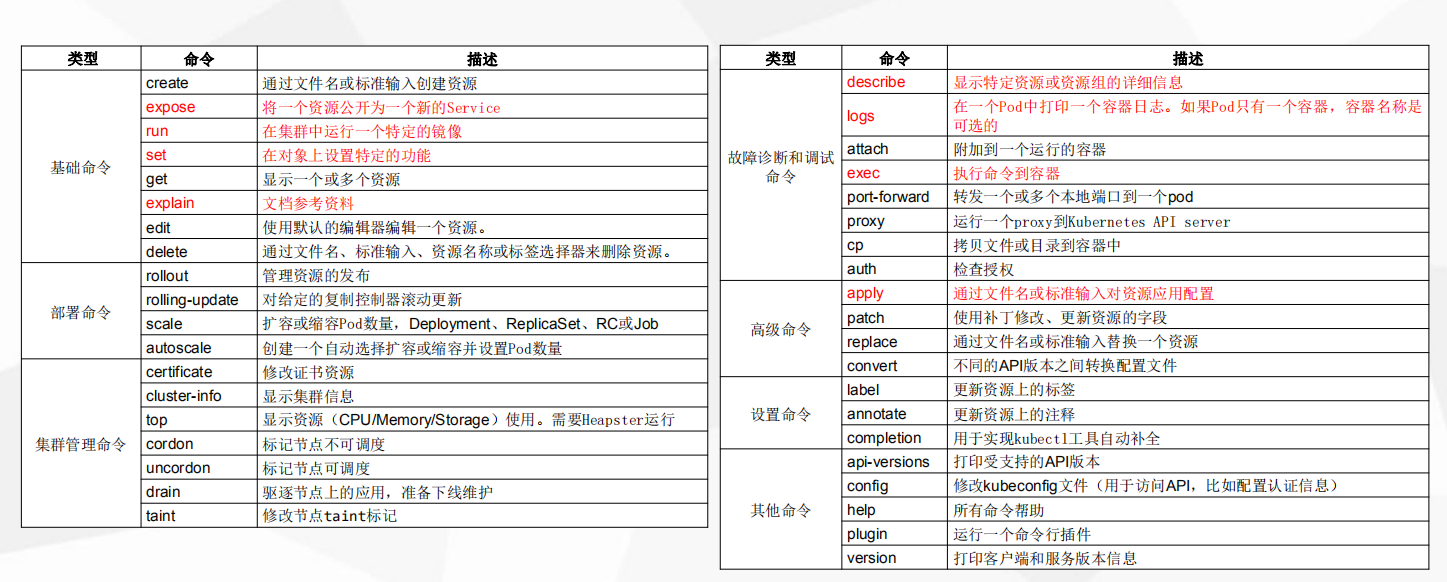 类型 命令 描述
基础命令
create 通过文件名或标准输入创建资源
expose 将一个资源公开为一个新的Service
run 在集群中运行一个特定的镜像
set 在对象上设置特定的功能
get 显示一个或多个资源
explain 文档参考资料
edit 使用默认的编辑器编辑一个资源。
delete 通过文件名、标准输入、资源名称或标签选择器来删除资源。
部署命令
rollout 管理资源的发布
rolling-update 对给定的复制控制器滚动更新
scale 扩容或缩容Pod数量，Deployment、ReplicaSet、RC或Job
autoscale 创建一个自动选择扩容或缩容并设置Pod数量
集群管理命令
certificate 修改证书资源
cluster-info 显示集群信息
top 显示资源（CPU/Memory/Storage）使用。需要Heapster运行
cordon 标记节点不可调度
uncordon 标记节点可调度
drain 驱逐节点上的应用，准备下线维护
taint 修改节点taint标记
类型 命令 描述
故障诊断和调试
命令
describe 显示特定资源或资源组的详细信息
logs 在一个Pod中打印一个容器日志。如果Pod只有一个容器，容器名称是
可选的
attach 附加到一个运行的容器
exec 执行命令到容器
port-forward 转发一个或多个本地端口到一个pod
proxy 运行一个proxy到Kubernetes API server
cp 拷贝文件或目录到容器中
auth 检查授权
高级命令
apply 通过文件名或标准输入对资源应用配置
patch 使用补丁修改、更新资源的字段
replace 通过文件名或标准输入替换一个资源
convert 不同的API版本之间转换配置文件
设置命令
label 更新资源上的标签
annotate 更新资源上的注释
completion 用于实现kubectl工具自动补全
其他命令
api-versions 打印受支持的API版本
config 修改kubeconfig文件（用于访问API，比如配置认证信息）
help 所有命令帮助
plugin 运行一个命令行插件
version 打印客户端和服务版本信息